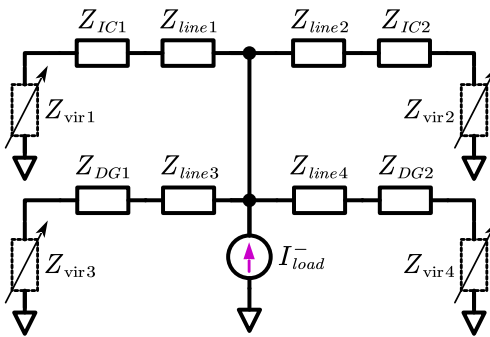 Z_{IC1} Z_{line1} Z_{line2} Z_{IC2}
Z_{vir1} Z_{vir2}
Z_{DG1} Z_{line3} Z_{line4} Z_{DG2}
Z_{vir3} I_{load}^{-} Z_{vir4}